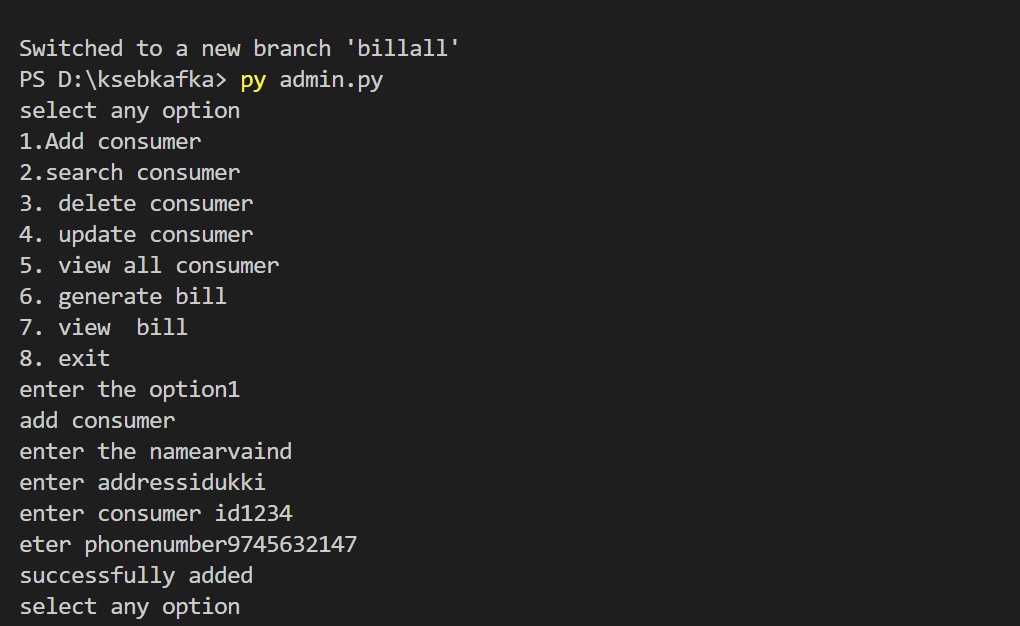 Switched to a new branch 'billall'
PS D:\ksebkafka> py admin.py
select any option
1.Add consumer
2.search consumer
3. delete consumer
4. update consumer
5. view all consumer
6. generate bill
7. view  bill
8. exit
enter the option1
add consumer
enter the namearvaind
enter addressidukki
enter consumer id1234
eter phonenumber9745632147
successfully added
select any option